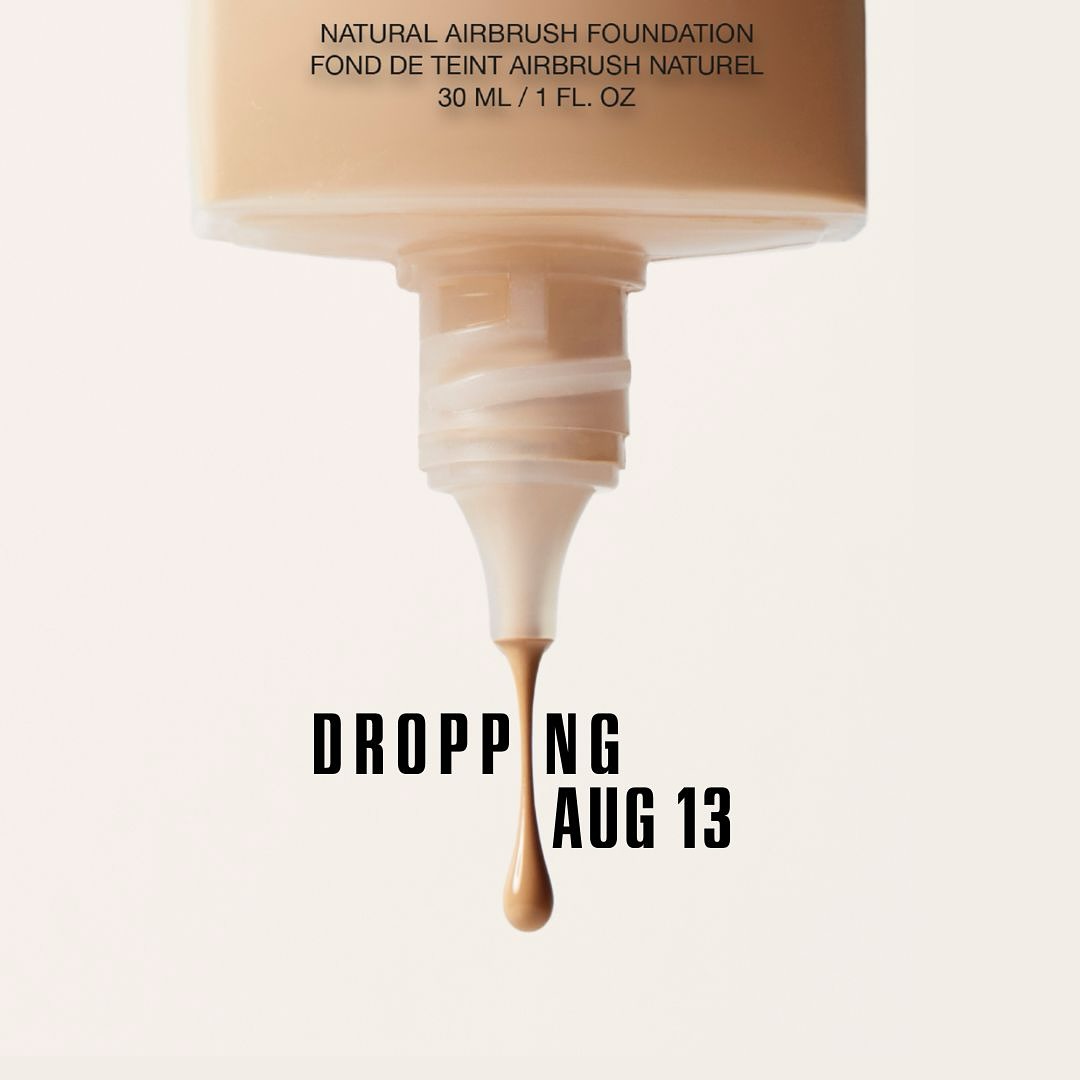 NATURAL AIRBRUSH FOUNDATION
FOND DE TEINT AIRBRUSH NATUREL
30 ML / 1 FL. OZ
DROPPING
AUG 13